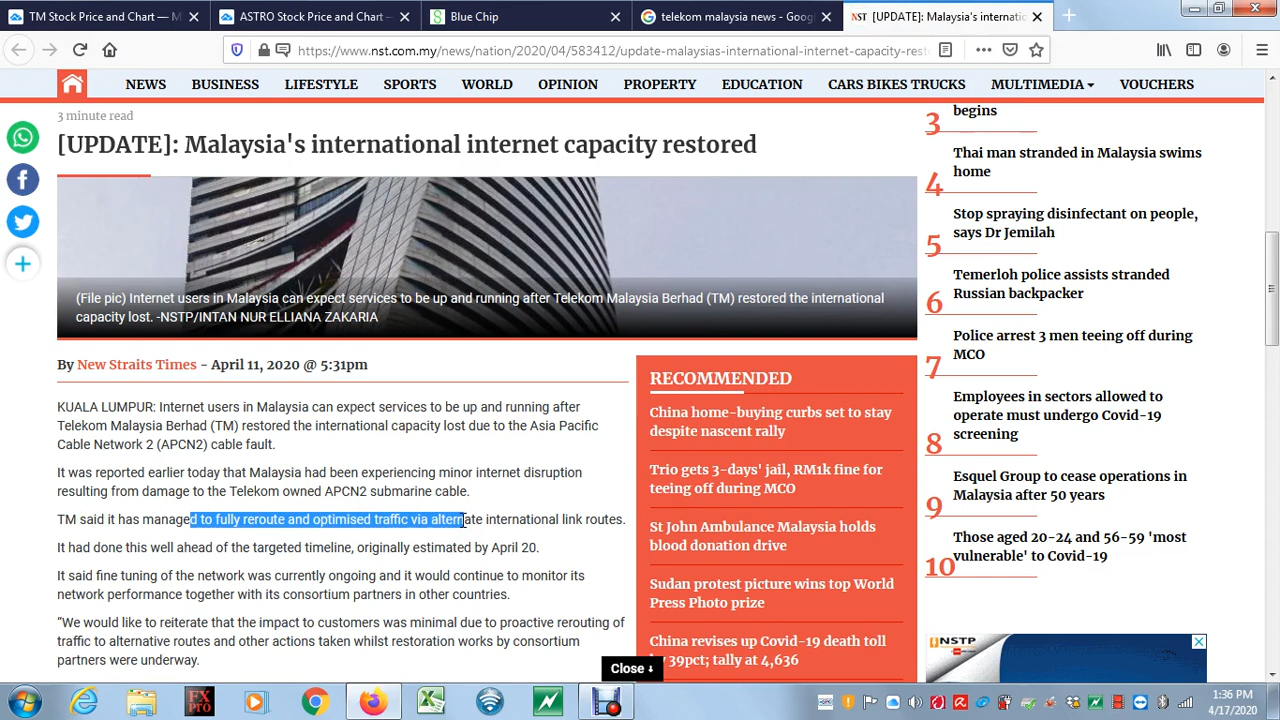 TM Stock Price and Chart — M
ASTRO Stock Price and Chart –
Blue Chip
telekom malaysia news - Goog
NST [UPDATE]: Malaysia's internatio
https://www.nst.com.my/news/nation/2020/04/583412/update-malaysias-international-internet-capacity-rest
NEWS BUSINESS LIFESTYLE SPORTS WORLD OPINION PROPERTY EDUCATION CARS BIKES TRUCKS MULTIMEDIA VOUCHERS
3 minute read
[UPDATE]: Malaysia's international internet capacity restored
(File pic) Internet users in Malaysia can expect services to be up and running after Telekom Malaysia Berhad (TM) restored the international
capacity lost. -NSTP/INTAN NUR ELLIANA ZAKARIA
By New Straits Times - April 11, 2020 @ 5:31pm
KUALA LUMPUR: Internet users in Malaysia can expect services to be up and running after
Telekom Malaysia Berhad (TM) restored the international capacity lost due to the Asia Pacific
Cable Network 2 (APCN2) cable fault.
It was reported earlier today that Malaysia had been experiencing minor internet disruption
resulting from damage to the Telekom owned APCN2 submarine cable.
TM said it has managed to fully reroute and optimised traffic via alternate international link routes.
It had done this well ahead of the targeted timeline, originally estimated by April 20.
It said fine tuning of the network was currently ongoing and it would continue to monitor its
network performance together with its consortium partners in other countries.
“We would like to reiterate that the impact to customers was minimal due to proactive rerouting of
traffic to alternative routes and other actions taken whilst restoration works by consortium
partners were underway.
RECOMMENDED
China home-buying curbs set to stay
despite nascent rally
Trio gets 3-days' jail, RM1k fine for
teeing off during MCO
St John Ambulance Malaysia holds
blood donation drive
Sudan protest picture wins top World
Press Photo prize
China revises up Covid-19 death toll
by 39pct; tally at 4,636
Close
3 begins
4 Thai man stranded in Malaysia swims
home
5 Stop spraying disinfectant on people,
says Dr Jemilah
6 Temerloh police assists stranded
Russian backpacker
7 Police arrest 3 men teeing off during
MCO
8 Employees in sectors allowed to
operate must undergo Covid-19
screening
9 Esquel Group to cease operations in
Malaysia after 50 years
10 Those aged 20-24 and 56-59 'most
vulnerable' to Covid-19
NSTP
FX
PRO
1:36 PM
4/17/2020